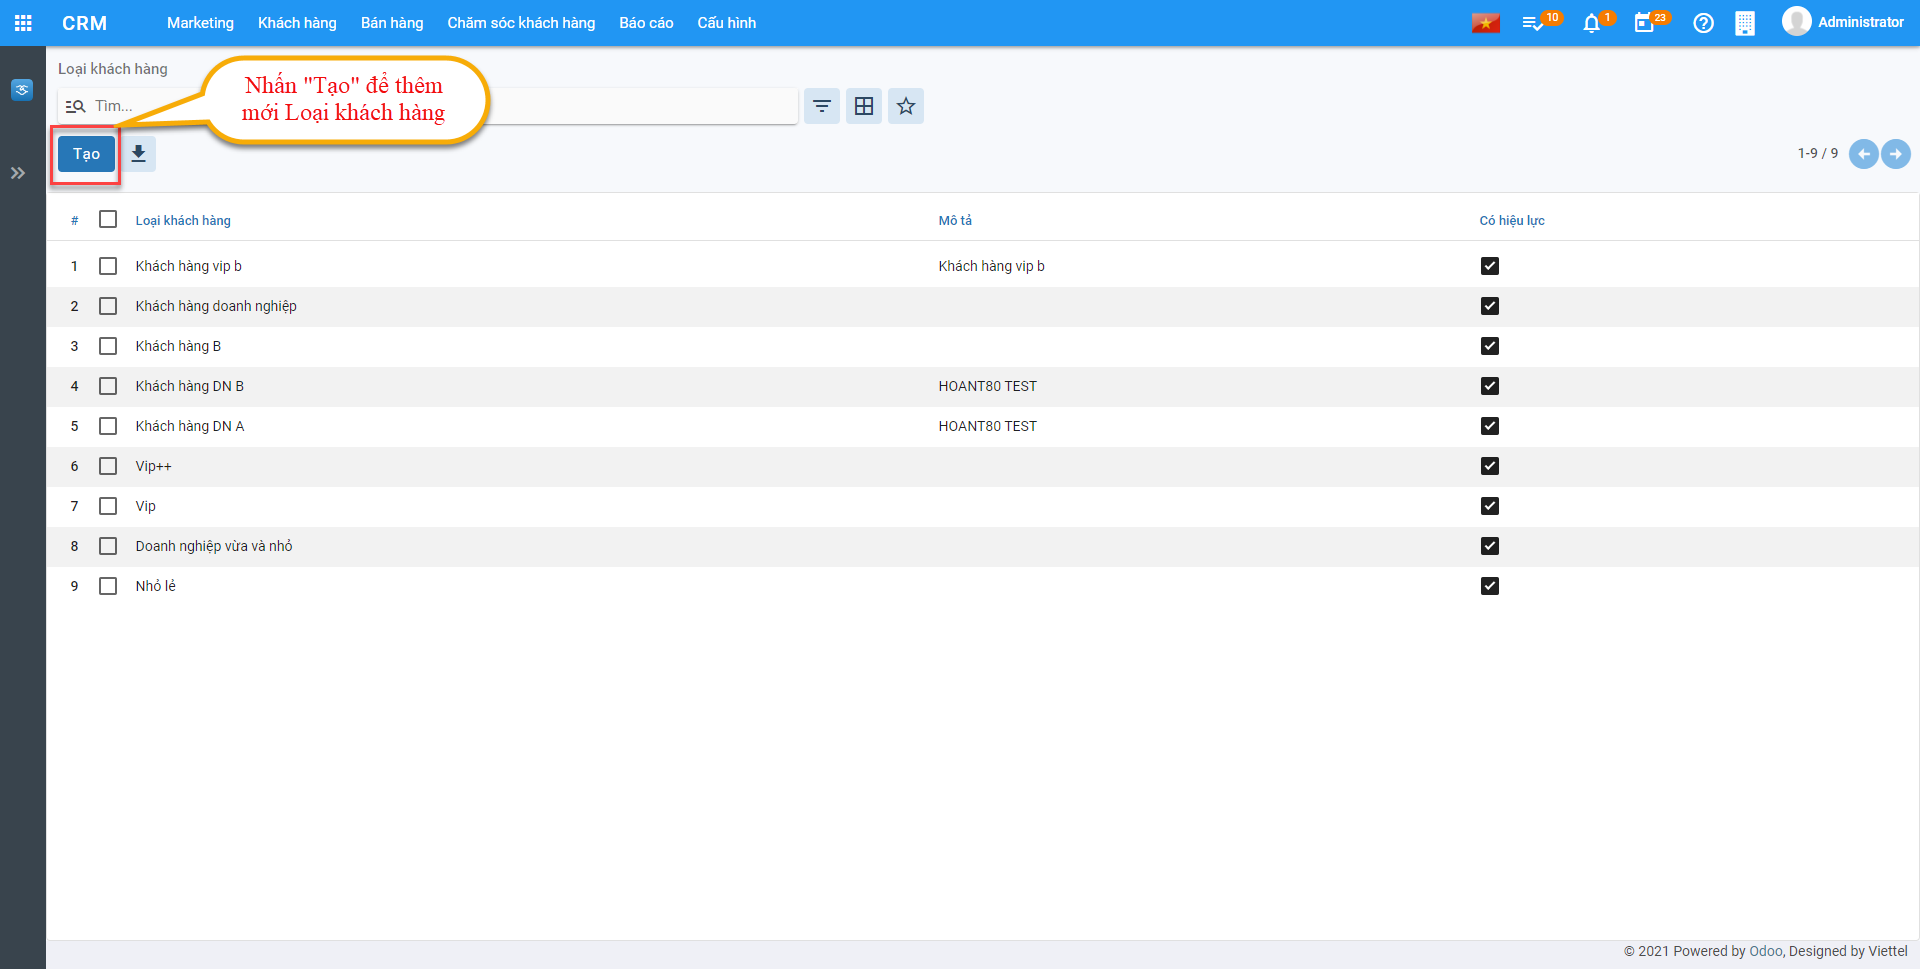 CRM Marketing Khách hàng Bán hàng Chăm sóc khách hàng Báo cáo Cấu hình 10 1 23 Administrator
Loại khách hàng
Nhấn "Tạo" để thêm
mới Loại khách hàng
Tìm...
Tạo
1-9 / 9
# Loại khách hàng Mô tả Có hiệu lực
1 Khách hàng vip b Khách hàng vip b
2 Khách hàng doanh nghiệp
3 Khách hàng B
4 Khách hàng DN B HOANT80 TEST
5 Khách hàng DN A HOANT80 TEST
6 Vip++
7 Vip
8 Doanh nghiệp vừa và nhỏ
9 Nhỏ lẻ
© 2021 Powered by Odoo, Designed by Viettel